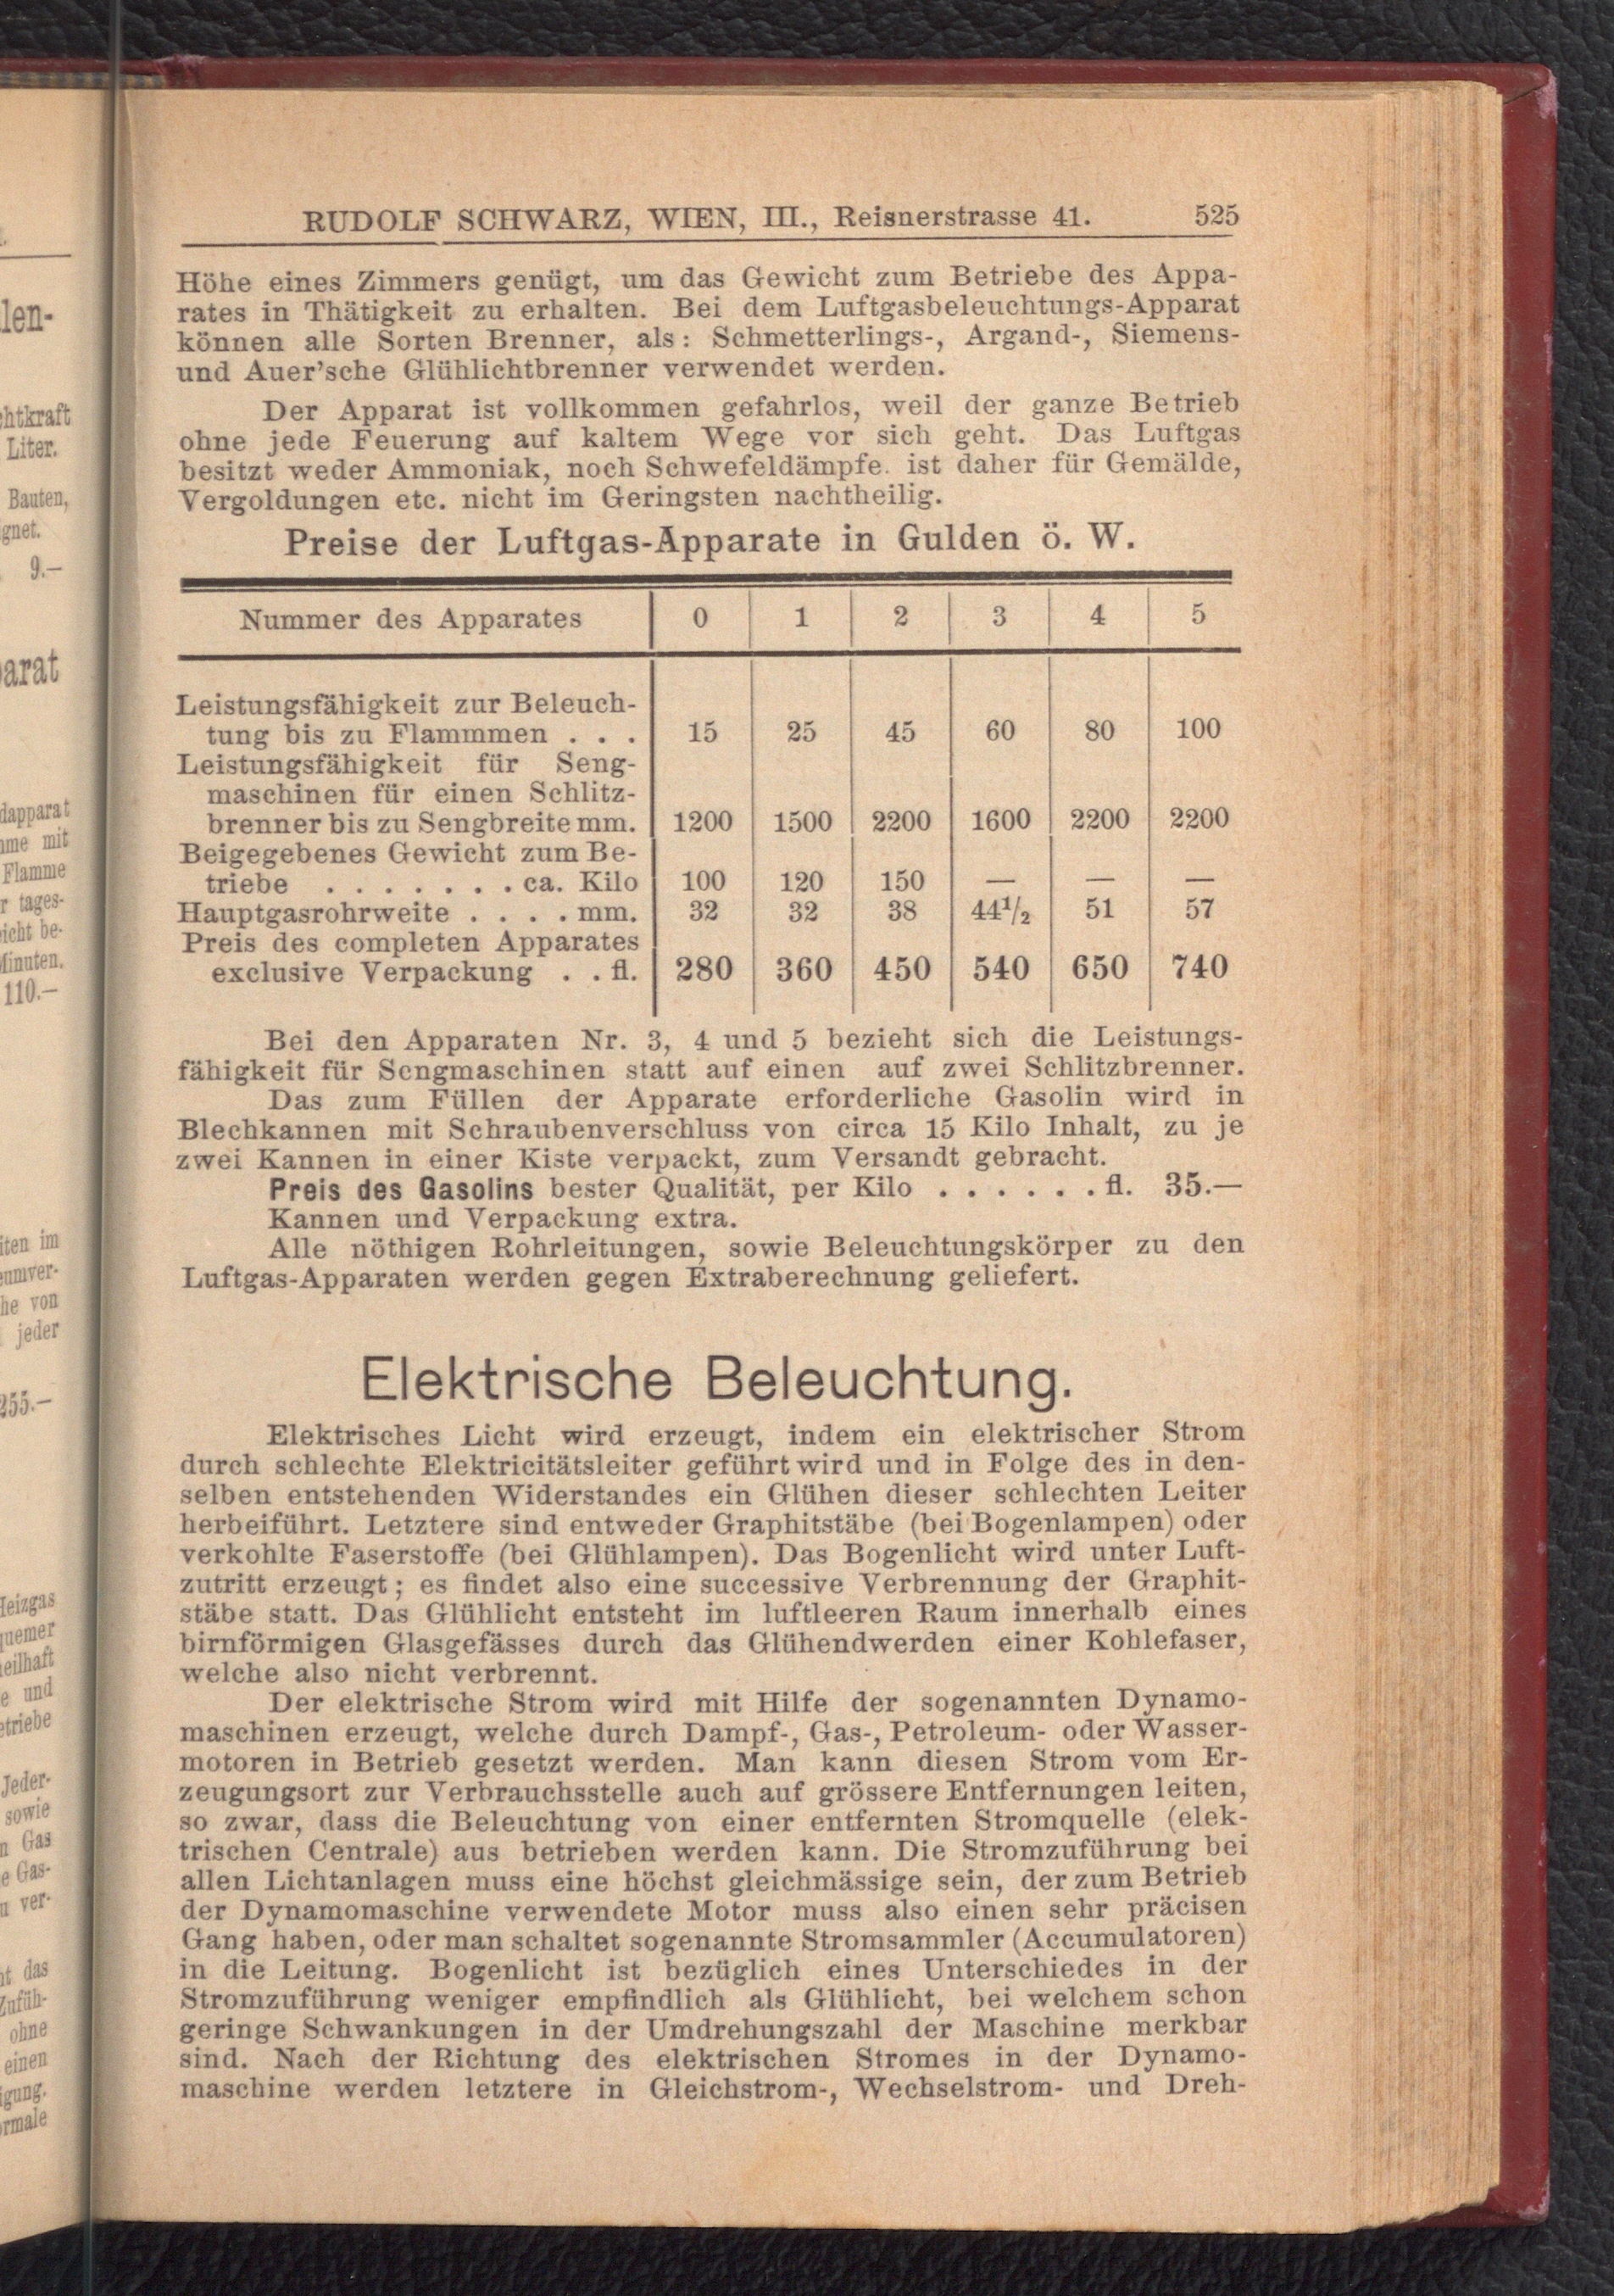 RUDOLF SCHWARZ, WIEN, III., Reisnerstrasse 41. 525
Höhe eines Zimmers genügt, um das Gewicht zum Betriebe des Appa-
rates in Thätigkeit zu erhalten. Bei dem Luftgasbeleuchtungs-Apparat
können alle Sorten Brenner, als: Schmetterlings-, Argand-, Siemens-
und Auer'sche Glühlichtbrenner verwendet werden.
Der Apparat ist vollkommen gefahrlos, weil der ganze Betrieb
ohne jede Feuerung auf kaltem Wege vor sich geht. Das Luftgas
besitzt weder Ammoniak, noch Schwefeldämpfe. ist daher für Gemälde,
Vergoldungen etc. nicht im Geringsten nachtheilig.
Preise der Luftgas-Apparate in Gulden ö. W.
Nummer des Apparates 0 1 2 3 4 5
Leistungsfähigkeit zur Beleuch-
tung bis zu Flammmen . . . 15 25 45 60 80 100
Leistungsfähigkeit für Seng-
maschinen für einen Schlitz-
brenner bis zu Sengbreite mm. 1200 1500 2200 1600 2200 2200
Beigegebenes Gewicht zum Be-
triebe . . . . . . . . ca. Kilo 100 120 150 — — —
Hauptgasrohrweite . . . . mm. 32 32 38 44½ 51 57
Preis des completen Apparates
exclusive Verpackung . . fl. 280 360 450 540 650 740
Bei den Apparaten Nr. 3, 4 und 5 bezieht sich die Leistungs-
fähigkeit für Sengmaschinen statt auf einen auf zwei Schlitzbrenner.
Das zum Füllen der Apparate erforderliche Gasolin wird in
Blechkannen mit Schraubenverschluss von circa 15 Kilo Inhalt, zu je
zwei Kannen in einer Kiste verpackt, zum Versandt gebracht.
Preis des Gasolins bester Qualität, per Kilo . . . . . . fl. 35.—
Kannen und Verpackung extra.
Alle nöthigen Rohrleitungen, sowie Beleuchtungskörper zu den
Luftgas-Apparaten werden gegen Extraberechnung geliefert.
Elektrische Beleuchtung.
Elektrisches Licht wird erzeugt, indem ein elektrischer Strom
durch schlechte Elektricitätsleiter geführt wird und in Folge des in den-
selben entstehenden Widerstandes ein Glühen dieser schlechten Leiter
herbeiführt. Letztere sind entweder Graphitstäbe (bei Bogenlampen) oder
verkohlte Faserstoffe (bei Glühlampen). Das Bogenlicht wird unter Luft-
zutritt erzeugt; es findet also eine successive Verbrennung der Graphit-
stäbe statt. Das Glühlicht entsteht im luftleeren Raum innerhalb eines
birnförmigen Glasgefässes durch das Glühendwerden einer Kohlefaser,
welche also nicht verbrennt.
Der elektrische Strom wird mit Hilfe der sogenannten Dynamo-
maschinen erzeugt, welche durch Dampf-, Gas-, Petroleum- oder Wasser-
motoren in Betrieb gesetzt werden. Man kann diesen Strom vom Er-
zeugungsort zur Verbrauchsstelle auch auf grössere Entfernungen leiten,
so zwar, dass die Beleuchtung von einer entfernten Stromquelle (elek-
trischen Centrale) aus betrieben werden kann. Die Stromzuführung bei
allen Lichtanlagen muss eine höchst gleichmässige sein, der zum Betrieb
der Dynamomaschine verwendete Motor muss also einen sehr präcisen
Gang haben, oder man schaltet sogenannte Stromsammler (Accumulatoren)
in die Leitung. Bogenlicht ist bezüglich eines Unterschiedes in der
Stromzuführung weniger empfindlich als Glühlicht, bei welchem schon
geringe Schwankungen in der Umdrehungszahl der Maschine merkbar
sind. Nach der Richtung des elektrischen Stromes in der Dynamo-
maschine werden letztere in Gleichstrom-, Wechselstrom- und Dreh-